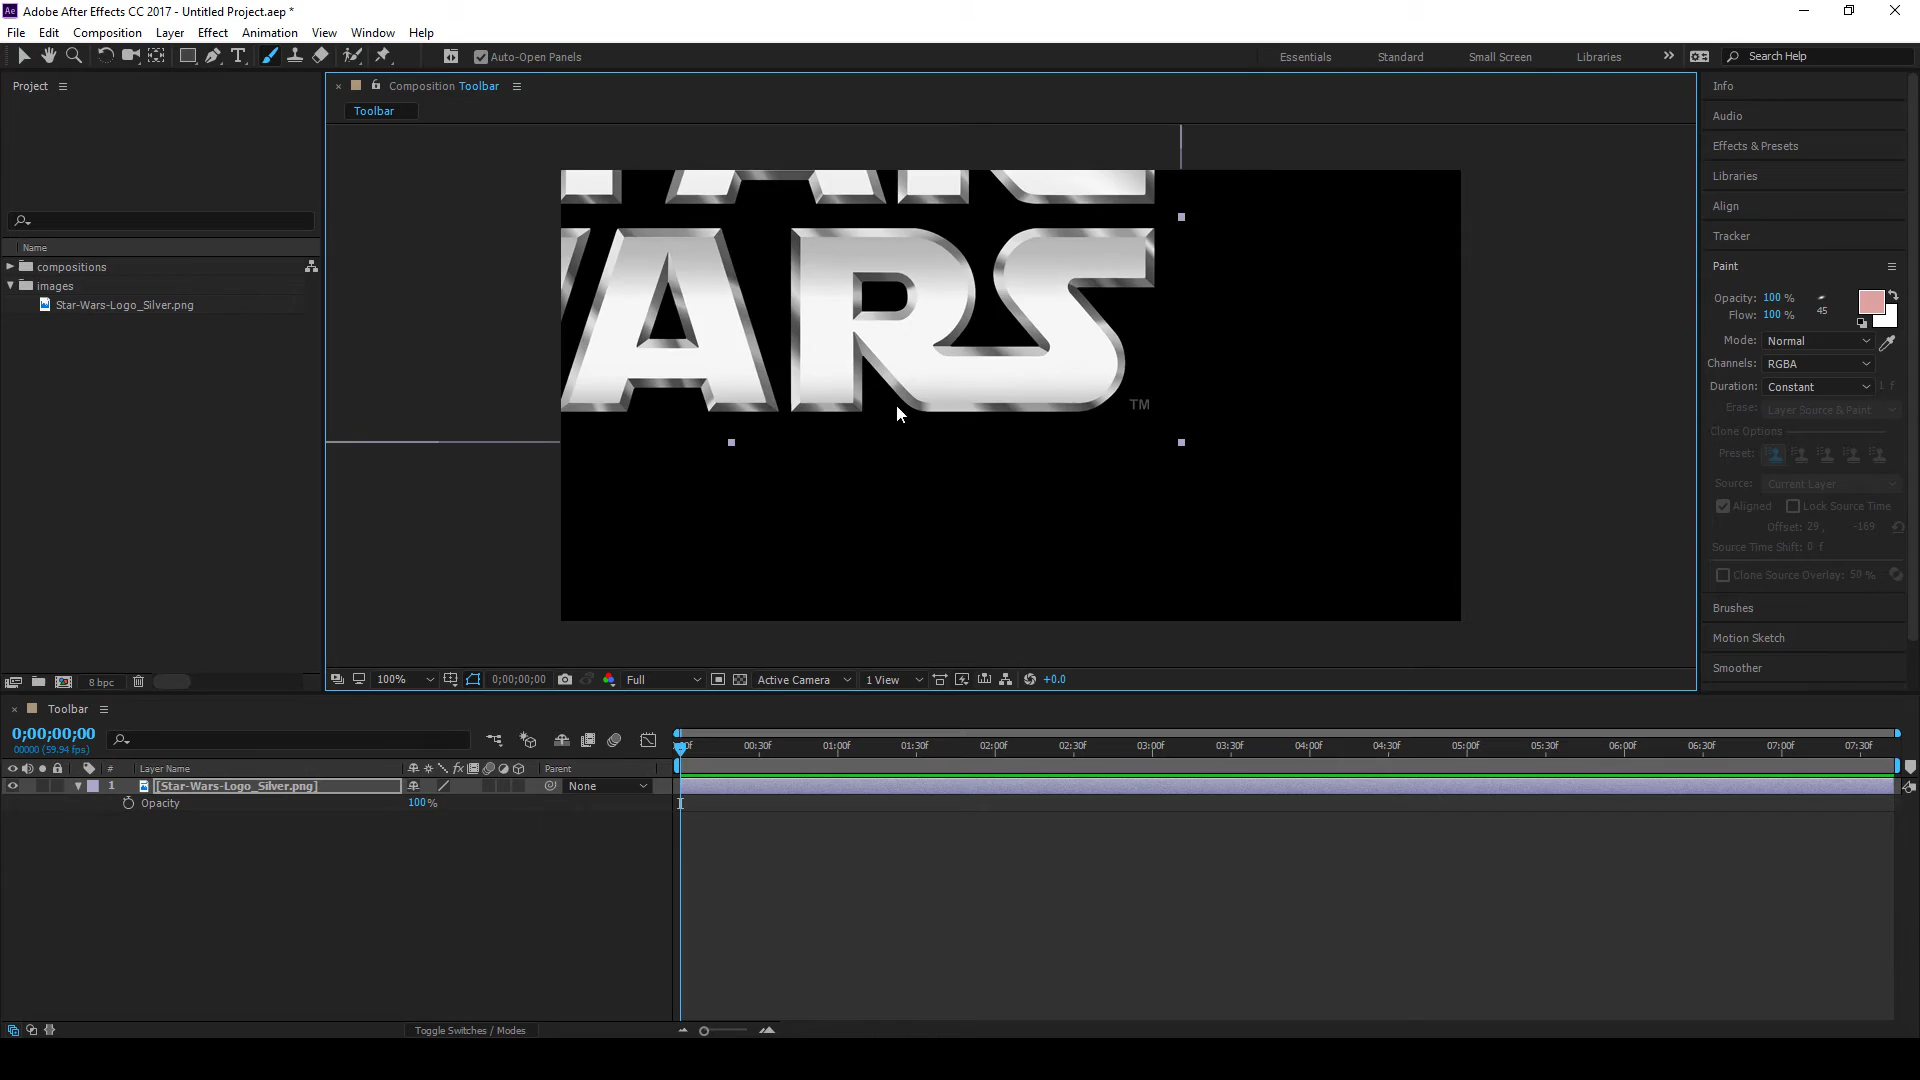 Adobe After Effects CC 2017 - Untitled Project.aep *
File Edit Composition Layer Effect Animation View Window Help
Auto-Open Panels Essentials Standard Small Screen Libraries Search Help
Project
Name
compositions
images
Star-Wars-Logo_Silver.png
8 bpc
Composition Toolbar
Toolbar
WARS
TM
100% 0;00;00;00 Full Active Camera 1 View +0.0
Info
Audio
Effects & Presets
Libraries
Align
Tracker
Paint
Opacity: 100 %
Flow: 100 % 45
Mode: Normal
Channels: RGBA
Duration: Constant 1 f
Erase: Layer Source & Paint
Clone Options
Preset:
Source: Current Layer
Aligned Lock Source Time
Offset: 29 , -169
Source Time Shift: 0 f
Clone Source Overlay: 50 %
Brushes
Motion Sketch
Smoother
Toolbar
0;00;00;00
00000 (59.94 fps)
00:30f 01:00f 01:30f 02:00f 02:30f 03:00f 03:30f 04:00f 04:30f 05:00f 05:30f 06:00f 06:30f 07:00f 07:30f
# Layer Name Parent
1 [Star-Wars-Logo_Silver.png] None
Opacity 100 %
Toggle Switches / Modes